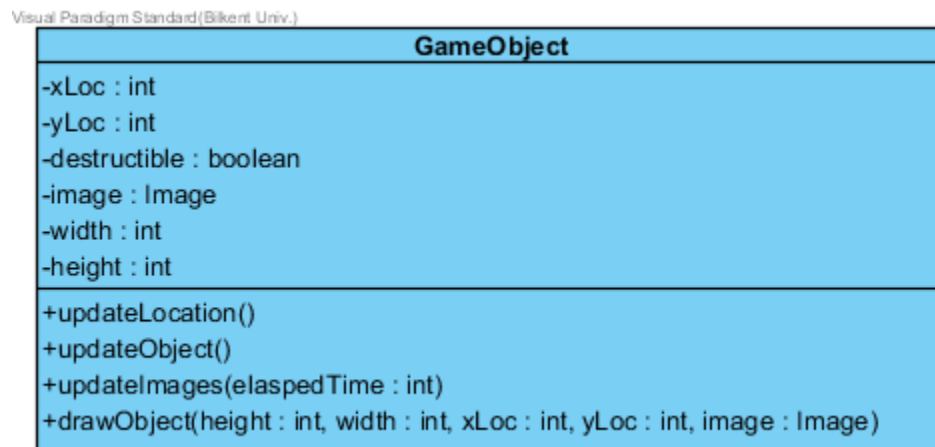 Visual Paradigm Standard(Bilkent Univ.)
GameObject
-xLoc : int
-yLoc : int
-destructible : boolean
-image : Image
-width : int
-height : int
+updateLocation()
+updateObject()
+updateImages(elaspedTime : int)
+drawObject(height : int, width : int, xLoc : int, yLoc : int, image : Image)